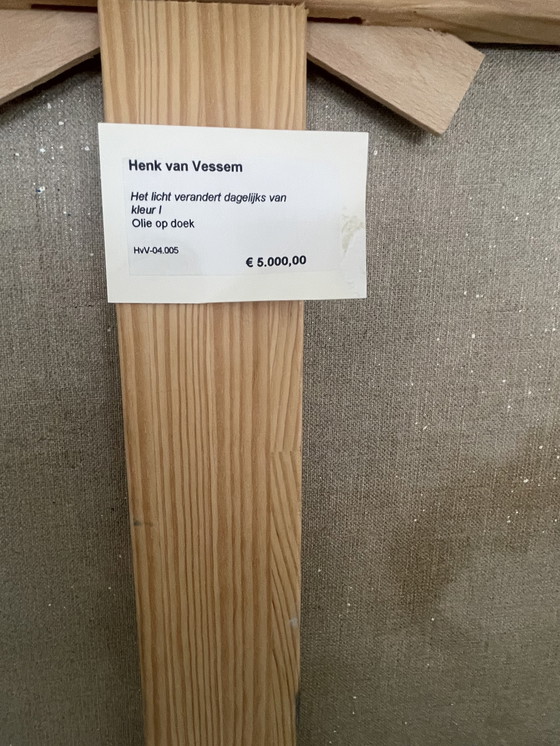 Henk van Vessem
Het licht verandert dagelijks van
kleur I
Olie op doek
HvV-04.005
€ 5.000,00